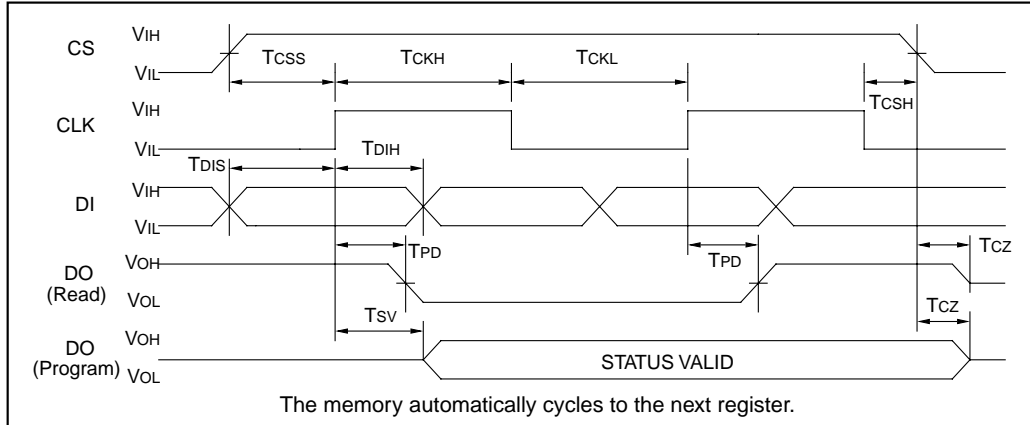 CS
VIH
VIL
TCSS
TCKH
TCKL
TCSH
CLK
VIH
VIL
TDIS
TDIH
DI
VIH
VIL
TPD
TPD
TCZ
DO
(Read)
VOH
VOL
TSV
TCZ
DO
(Program)
VOH
VOL
STATUS VALID
The memory automatically cycles to the next register.